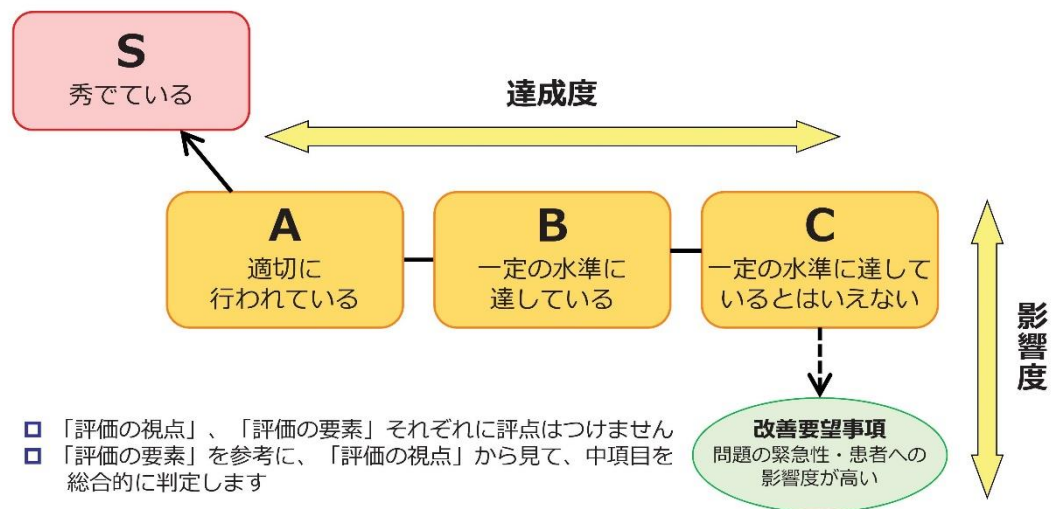 S
秀でている
達成度
A
適切に
行われている
B
一定の水準に
達している
C
一定の水準に達して
いるとはいえない
影響度
改善要望事項
問題の緊急性・患者への
影響度が高い
「評価の視点」、「評価の要素」それぞれに評点はつけません
「評価の要素」を参考に、「評価の視点」から見て、中項目を
総合的に判定します